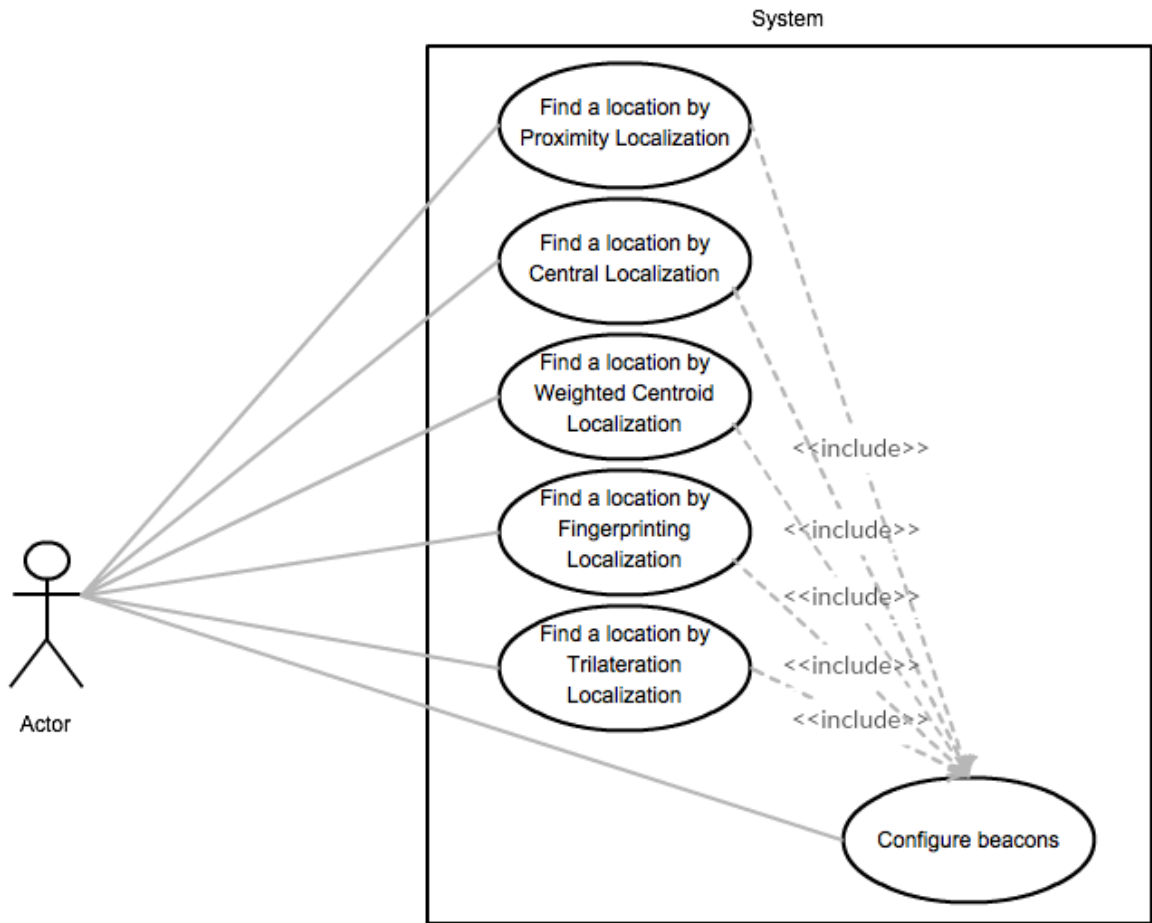 System
Find a location by
Proximity Localization
Find a location by
Central Localization
Find a location by
Weighted Centroid
Localization
<<include>>
Find a location by
Fingerprinting
Localization
<<include>>
<<include>>
Find a location by
Trilateration
Localization
<<include>>
<<include>>
Actor
Configure beacons